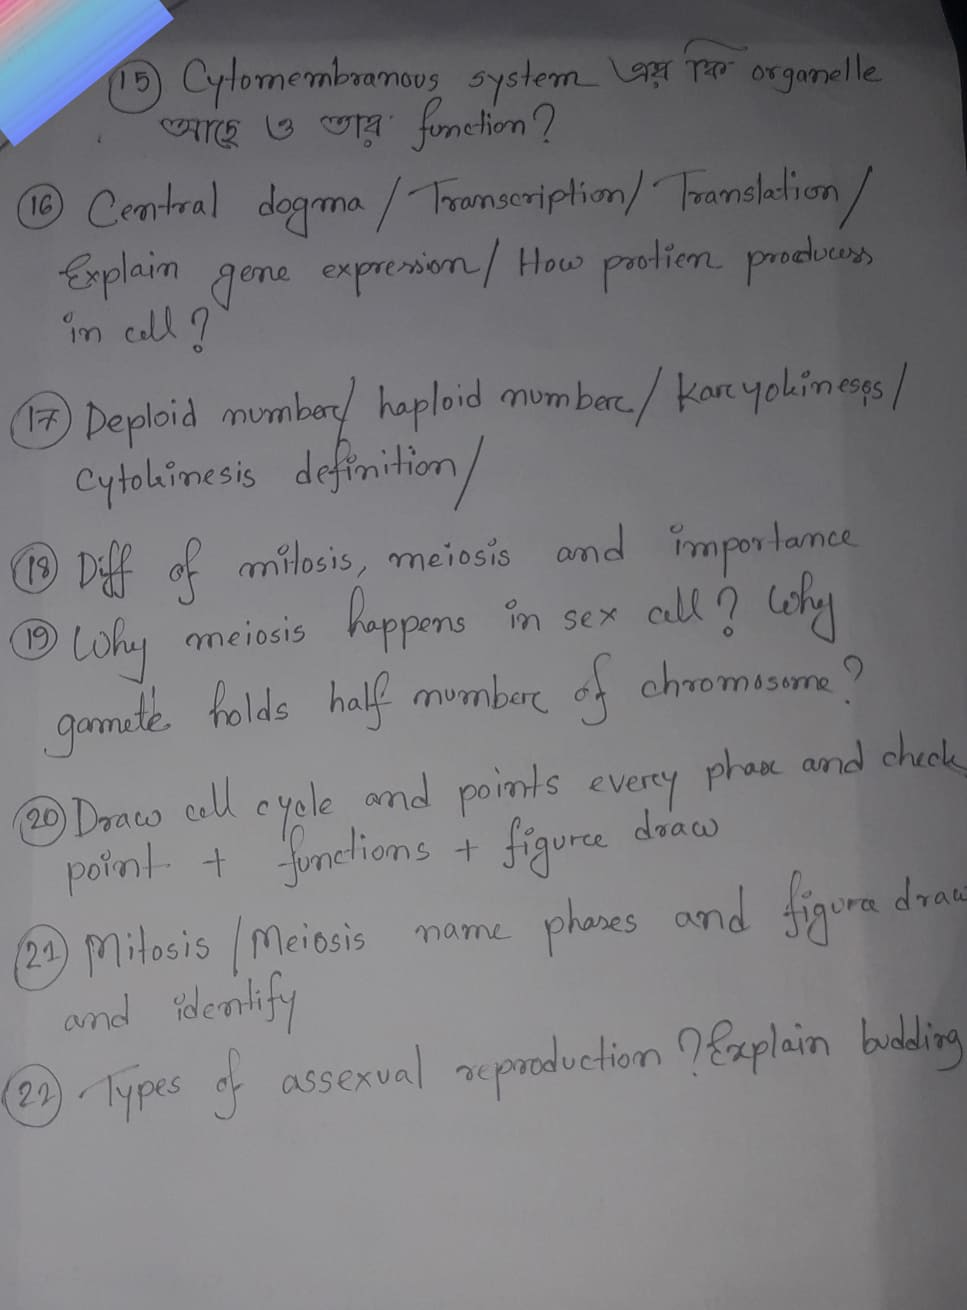 15 Cytomembranous system এর কি organelle
আছে ও তার function?
16 Central dogma / Transcription / Translation /
Explain gene expression / How protien producess
in cell?
17 Deploid number / haploid number / Karyokineses /
Cytokinesis definition /
18 Diff of mitosis, meiosis and importance
19 Why meiosis happens in sex cell? Why
gamete holds half number of chromosome?
20 Draw cell cycle and points every phase and check
point + functions + figure draw
21 Mitosis / Meiosis name phases and figure draw
and identify
22 Types of assexual reproduction? Explain budding